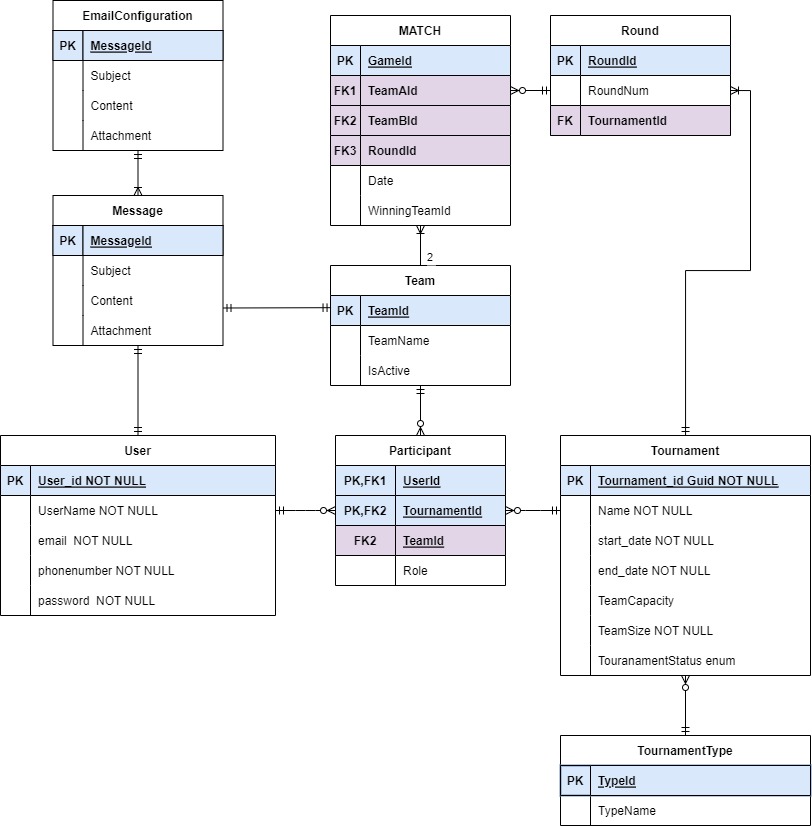 EmailConfiguration
PK MessageId
Subject
Content
Attachment
MATCH
PK GameId
FK1 TeamAId
FK2 TeamBId
FK3 RoundId
Date
WinningTeamId
Round
PK RoundId
RoundNum
FK TournamentId
Message
PK MessageId
Subject
Content
Attachment
2
Team
PK TeamId
TeamName
IsActive
User
PK User_id NOT NULL
UserName NOT NULL
email NOT NULL
phonenumber NOT NULL
password NOT NULL
Participant
PK,FK1 UserId
PK,FK2 TournamentId
FK2 TeamId
Role
Tournament
PK Tournament_id Guid NOT NULL
Name NOT NULL
start_date NOT NULL
end_date NOT NULL
TeamCapacity
TeamSize NOT NULL
TouranamentStatus enum
TournamentType
PK TypeId
TypeName